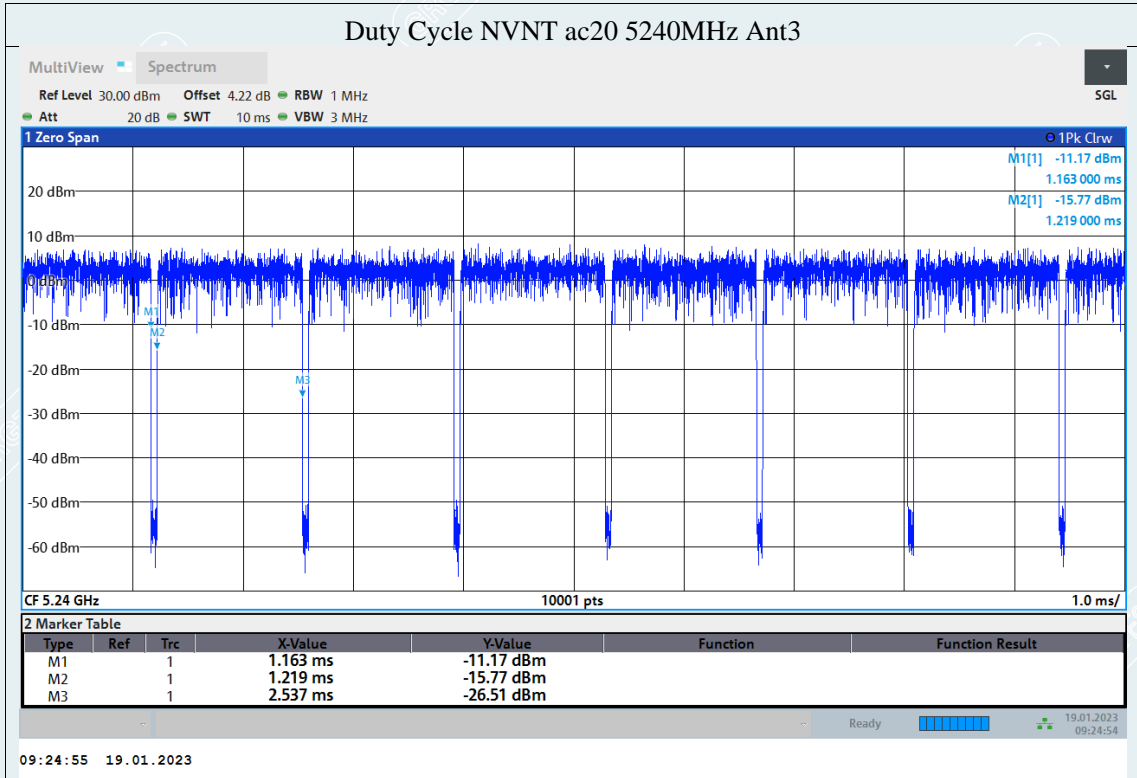 Duty Cycle NVNT ac20 5240MHz Ant3
MultiView Spectrum
Ref Level 30.00 dBm Offset 4.22 dB RBW 1 MHz SGL
Att 20 dB SWT 10 ms VBW 3 MHz
1 Zero Span 1Pk Clrw
M1[1] -11.17 dBm
1.163 000 ms
M2[1] -15.77 dBm
1.219 000 ms
20 dBm
10 dBm
0 dBm
M1
-10 dBm
M2
-20 dBm
M3
-30 dBm
-40 dBm
-50 dBm
-60 dBm
CF 5.24 GHz 10001 pts 1.0 ms/
2 Marker Table
Type Ref Trc X-Value Y-Value Function Function Result
M1 1 1.163 ms -11.17 dBm
M2 1 1.219 ms -15.77 dBm
M3 1 2.537 ms -26.51 dBm
Ready 19.01.2023
09:24:54
09:24:55 19.01.2023